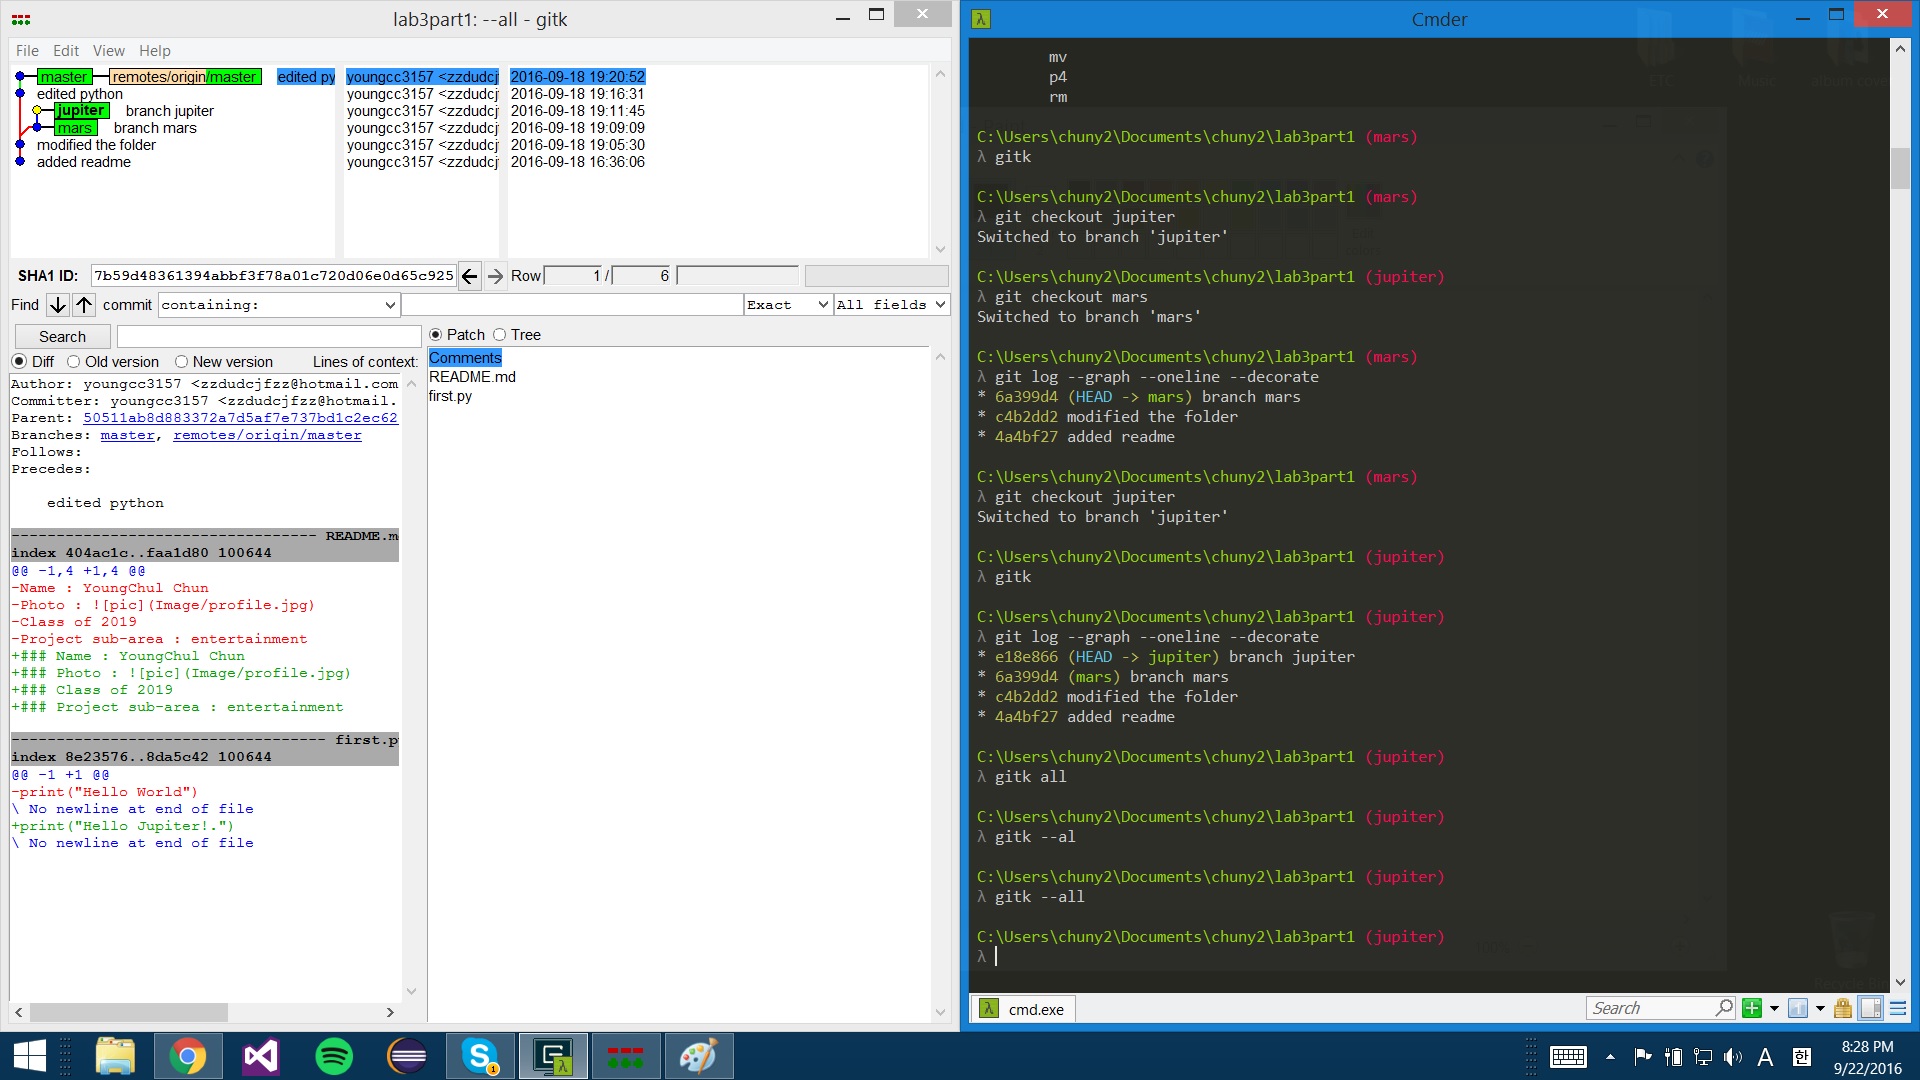 lab3part1: --all - gitk
File Edit View Help
master remotes/origin/master edited py youngcc3157 <zzdudcj 2016-09-18 19:20:52
edited python youngcc3157 <zzdudcj 2016-09-18 19:16:31
jupiter branch jupiter youngcc3157 <zzdudcj 2016-09-18 19:11:45
mars branch mars youngcc3157 <zzdudcj 2016-09-18 19:09:09
modified the folder youngcc3157 <zzdudcj 2016-09-18 19:05:30
added readme youngcc3157 <zzdudcj 2016-09-18 16:36:06
SHA1 ID: 7b59d48361394abbf3f78a01c720d06e0d65c925 Row 1 / 6
Find commit containing: Exact All fields
Search
Patch Tree
Diff Old version New version Lines of context:
Comments
README.md
first.py
Author: youngcc3157 <zzdudcjfzz@hotmail.com
Committer: youngcc3157 <zzdudcjfzz@hotmail.
Parent: 50511ab8d883372a7d5af7e737bd1c2ec62
Branches: master, remotes/origin/master
Follows:
Precedes:
edited python
---------------------------------- README.m
index 404ac1c..faa1d80 100644
@@ -1,4 +1,4 @@
-Name : YoungChul Chun
-Photo : ![pic](Image/profile.jpg)
-Class of 2019
-Project sub-area : entertainment
+### Name : YoungChul Chun
+### Photo : ![pic](Image/profile.jpg)
+### Class of 2019
+### Project sub-area : entertainment
----------------------------------- first.p
index 8e23576..8da5c42 100644
@@ -1 +1 @@
-print("Hello World")
\ No newline at end of file
+print("Hello Jupiter!.")
\ No newline at end of file
Cmder
mv
p4
rm
C:\Users\chuny2\Documents\chuny2\lab3part1 (mars)
λ gitk
C:\Users\chuny2\Documents\chuny2\lab3part1 (mars)
λ git checkout jupiter
Switched to branch 'jupiter'
C:\Users\chuny2\Documents\chuny2\lab3part1 (jupiter)
λ git checkout mars
Switched to branch 'mars'
C:\Users\chuny2\Documents\chuny2\lab3part1 (mars)
λ git log --graph --oneline --decorate
* 6a399d4 (HEAD -> mars) branch mars
* c4b2dd2 modified the folder
* 4a4bf27 added readme
C:\Users\chuny2\Documents\chuny2\lab3part1 (mars)
λ git checkout jupiter
Switched to branch 'jupiter'
C:\Users\chuny2\Documents\chuny2\lab3part1 (jupiter)
λ gitk
C:\Users\chuny2\Documents\chuny2\lab3part1 (jupiter)
λ git log --graph --oneline --decorate
* e18e866 (HEAD -> jupiter) branch jupiter
* 6a399d4 (mars) branch mars
* c4b2dd2 modified the folder
* 4a4bf27 added readme
C:\Users\chuny2\Documents\chuny2\lab3part1 (jupiter)
λ gitk all
C:\Users\chuny2\Documents\chuny2\lab3part1 (jupiter)
λ gitk --al
C:\Users\chuny2\Documents\chuny2\lab3part1 (jupiter)
λ gitk --all
C:\Users\chuny2\Documents\chuny2\lab3part1 (jupiter)
λ
ETC Music album cover
Recycle Bin
λ cmd.exe Search
A 한 8:28 PM
9/22/2016